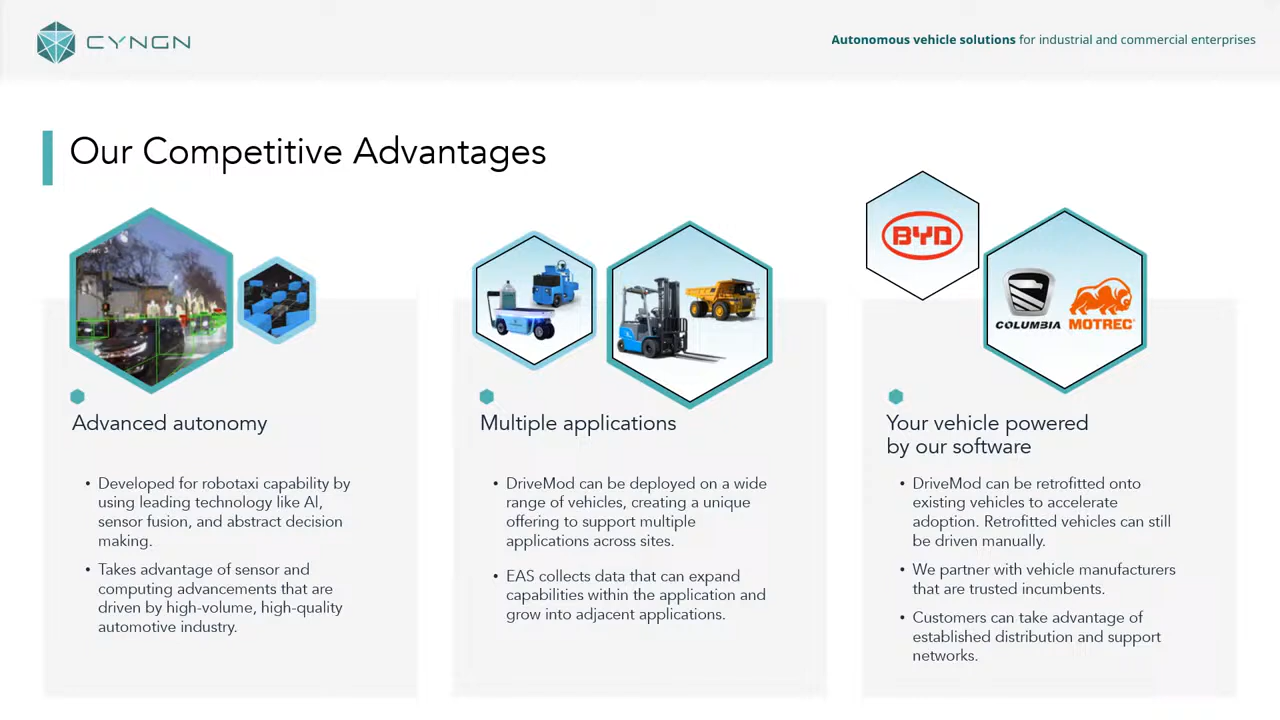 CYNGN
Autonomous vehicle solutions for industrial and commercial enterprises
Our Competitive Advantages
BYD
COLUMBIA
MOTREC
Advanced autonomy
• Developed for robotaxi capability by
using leading technology like AI,
sensor fusion, and abstract decision
making.
• Takes advantage of sensor and
computing advancements that are
driven by high-volume, high-quality
automotive industry.
Multiple applications
• DriveMod can be deployed on a wide
range of vehicles, creating a unique
offering to support multiple
applications across sites.
• EAS collects data that can expand
capabilities within the application and
grow into adjacent applications.
Your vehicle powered
by our software
• DriveMod can be retrofitted onto
existing vehicles to accelerate
adoption. Retrofitted vehicles can still
be driven manually.
• We partner with vehicle manufacturers
that are trusted incumbents.
• Customers can take advantage of
established distribution and support
networks.